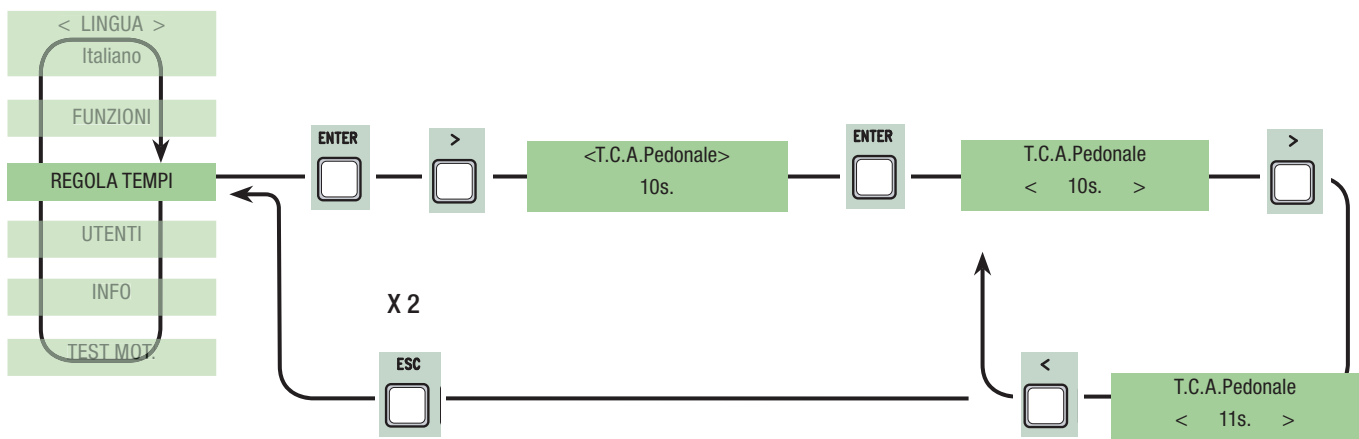 < LINGUA >
Italiano
FUNZIONI
REGOLA TEMPI
UTENTI
INFO
TEST MOT.
ENTER
>
<T.C.A.Pedonale>
10s.
ENTER
T.C.A.Pedonale
< 10s. >
>
X 2
ESC
<
T.C.A.Pedonale
< 11s. >